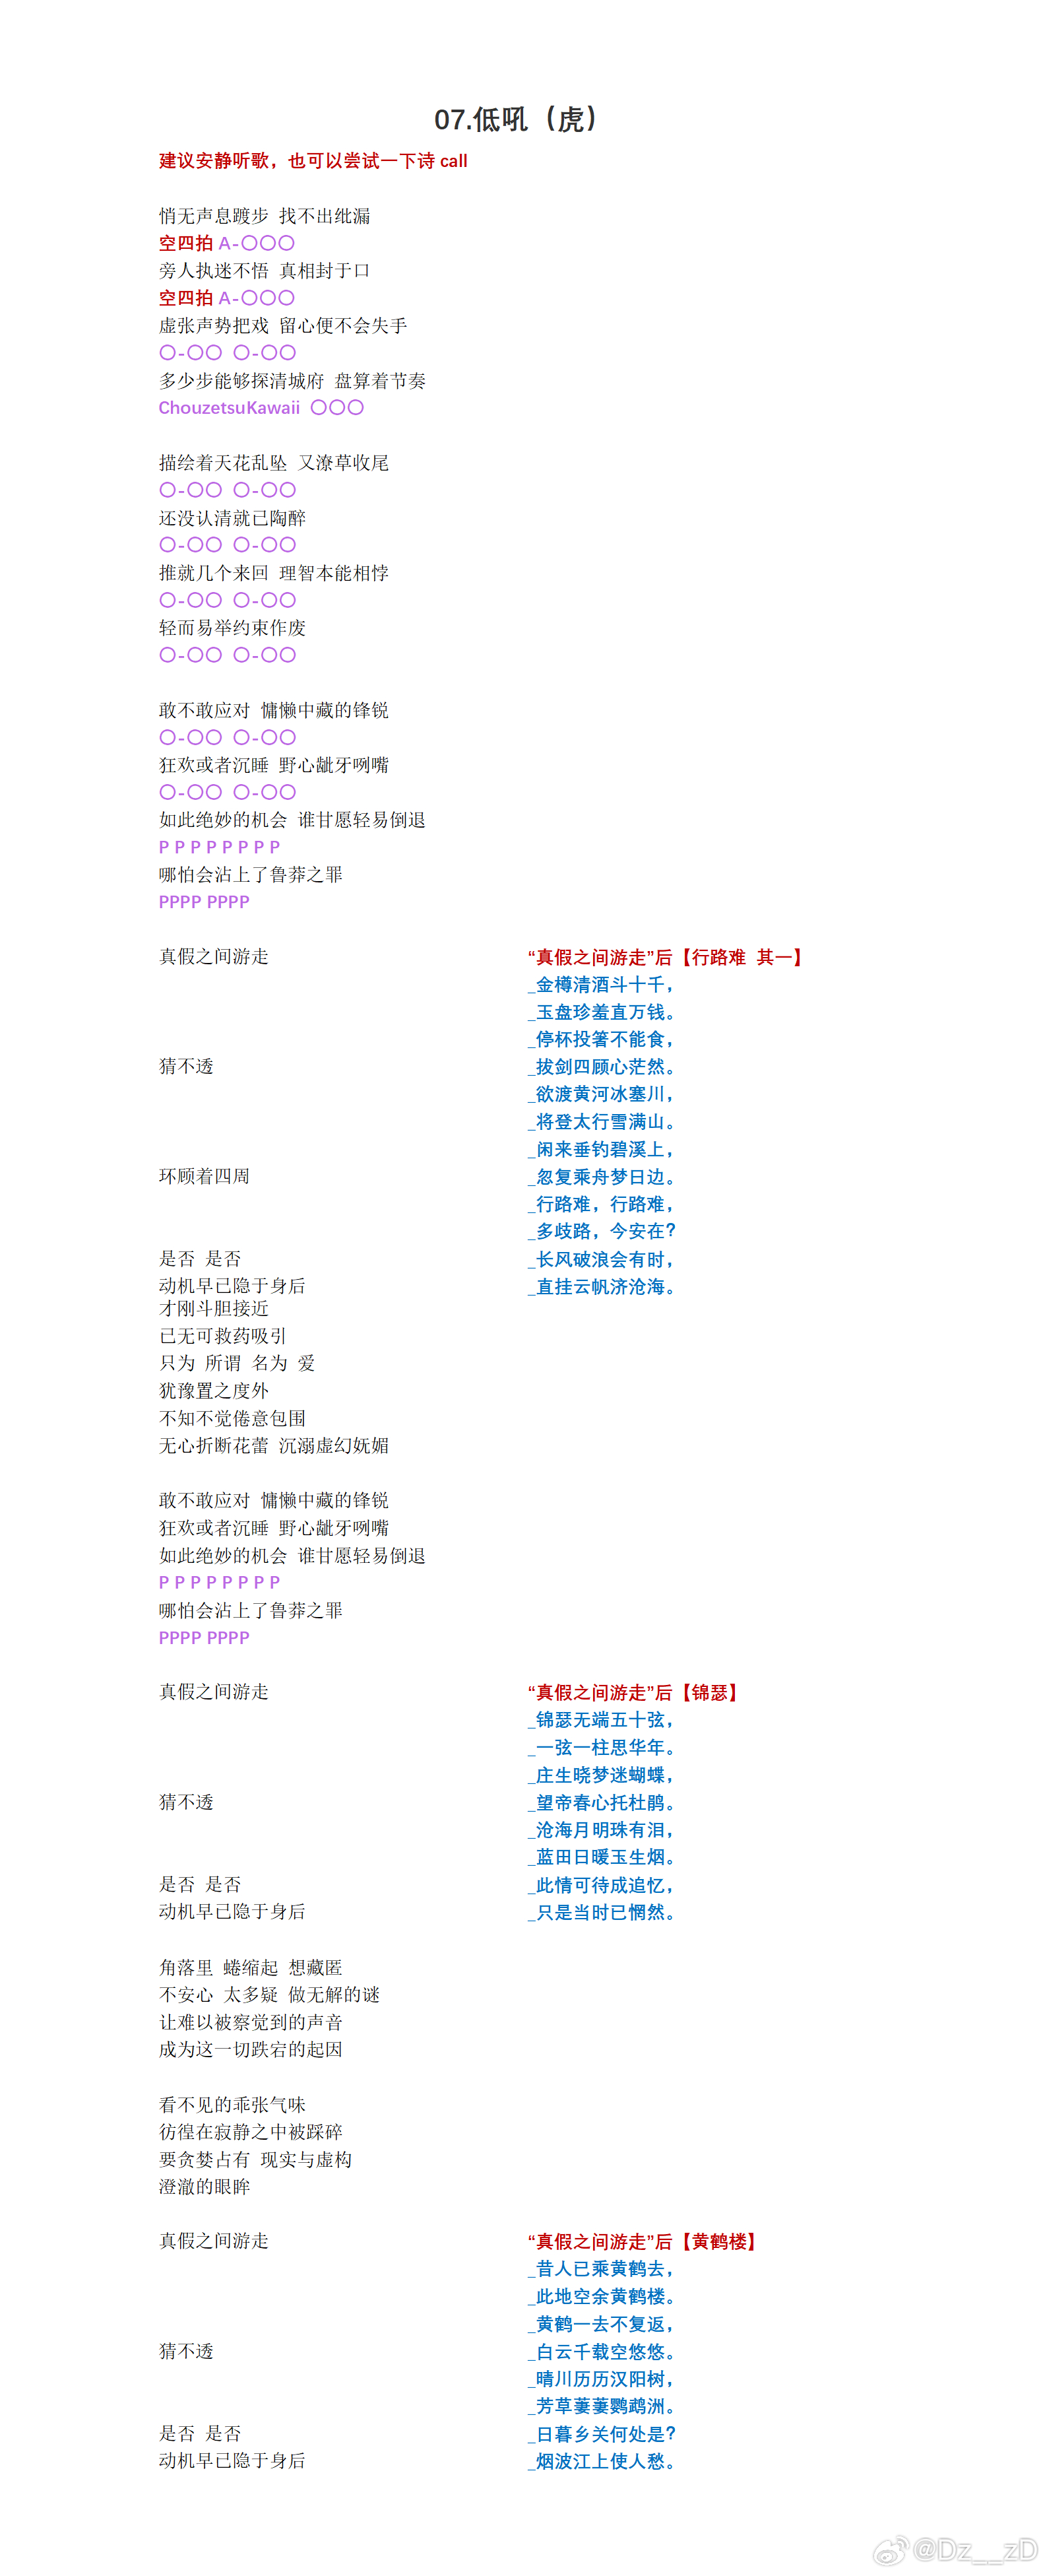 07.低吼（虎）
建议安静听歌，也可以尝试一下诗 call
悄无声息踱步 找不出纰漏
空四拍 A-〇〇〇
旁人执迷不悟 真相封于口
空四拍 A-〇〇〇
虚张声势把戏 留心便不会失手
〇-〇〇 〇-〇〇
多少步能够探清城府 盘算着节奏
ChouzetsuKawaii 〇〇〇
描绘着天花乱坠 又潦草收尾
〇-〇〇 〇-〇〇
还没认清就已陶醉
〇-〇〇 〇-〇〇
推就几个来回 理智本能相悖
〇-〇〇 〇-〇〇
轻而易举约束作废
〇-〇〇 〇-〇〇
敢不敢应对 慵懒中藏的锋锐
〇-〇〇 〇-〇〇
狂欢或者沉睡 野心龇牙咧嘴
〇-〇〇 〇-〇〇
如此绝妙的机会 谁甘愿轻易倒退
P P P P P P P P
哪怕会沾上了鲁莽之罪
PPPP PPPP
真假之间游走 “真假之间游走”后【行路难 其一】
_金樽清酒斗十千，
_玉盘珍羞直万钱。
_停杯投箸不能食，
猜不透 _拔剑四顾心茫然。
_欲渡黄河冰塞川，
_将登太行雪满山。
_闲来垂钓碧溪上，
环顾着四周 _忽复乘舟梦日边。
_行路难，行路难，
_多歧路，今安在？
是否 是否 _长风破浪会有时，
动机早已隐于身后 _直挂云帆济沧海。
才刚斗胆接近
已无可救药吸引
只为 所谓 名为 爱
犹豫置之度外
不知不觉倦意包围
无心折断花蕾 沉溺虚幻妩媚
敢不敢应对 慵懒中藏的锋锐
狂欢或者沉睡 野心龇牙咧嘴
如此绝妙的机会 谁甘愿轻易倒退
P P P P P P P P
哪怕会沾上了鲁莽之罪
PPPP PPPP
真假之间游走 “真假之间游走”后【锦瑟】
_锦瑟无端五十弦，
_一弦一柱思华年。
_庄生晓梦迷蝴蝶，
猜不透 _望帝春心托杜鹃。
_沧海月明珠有泪，
_蓝田日暖玉生烟。
是否 是否 _此情可待成追忆，
动机早已隐于身后 _只是当时已惘然。
角落里 蜷缩起 想藏匿
不安心 太多疑 做无解的谜
让难以被察觉到的声音
成为这一切跌宕的起因
看不见的乖张气味
彷徨在寂静之中被踩碎
要贪婪占有 现实与虚构
澄澈的眼眸
真假之间游走 “真假之间游走”后【黄鹤楼】
_昔人已乘黄鹤去，
_此地空余黄鹤楼。
_黄鹤一去不复返，
猜不透 _白云千载空悠悠。
_晴川历历汉阳树，
_芳草萋萋鹦鹉洲。
是否 是否 _日暮乡关何处是？
动机早已隐于身后 _烟波江上使人愁。
@Dz__zD